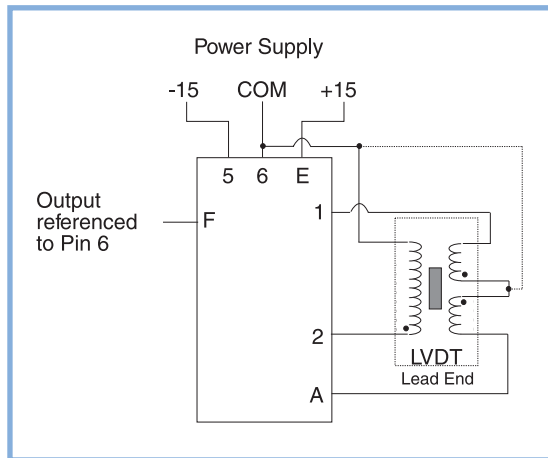 Power Supply
-15 COM +15
5 6 E
Output
referenced
to Pin 6
F
1
2
LVDT
Lead End
A